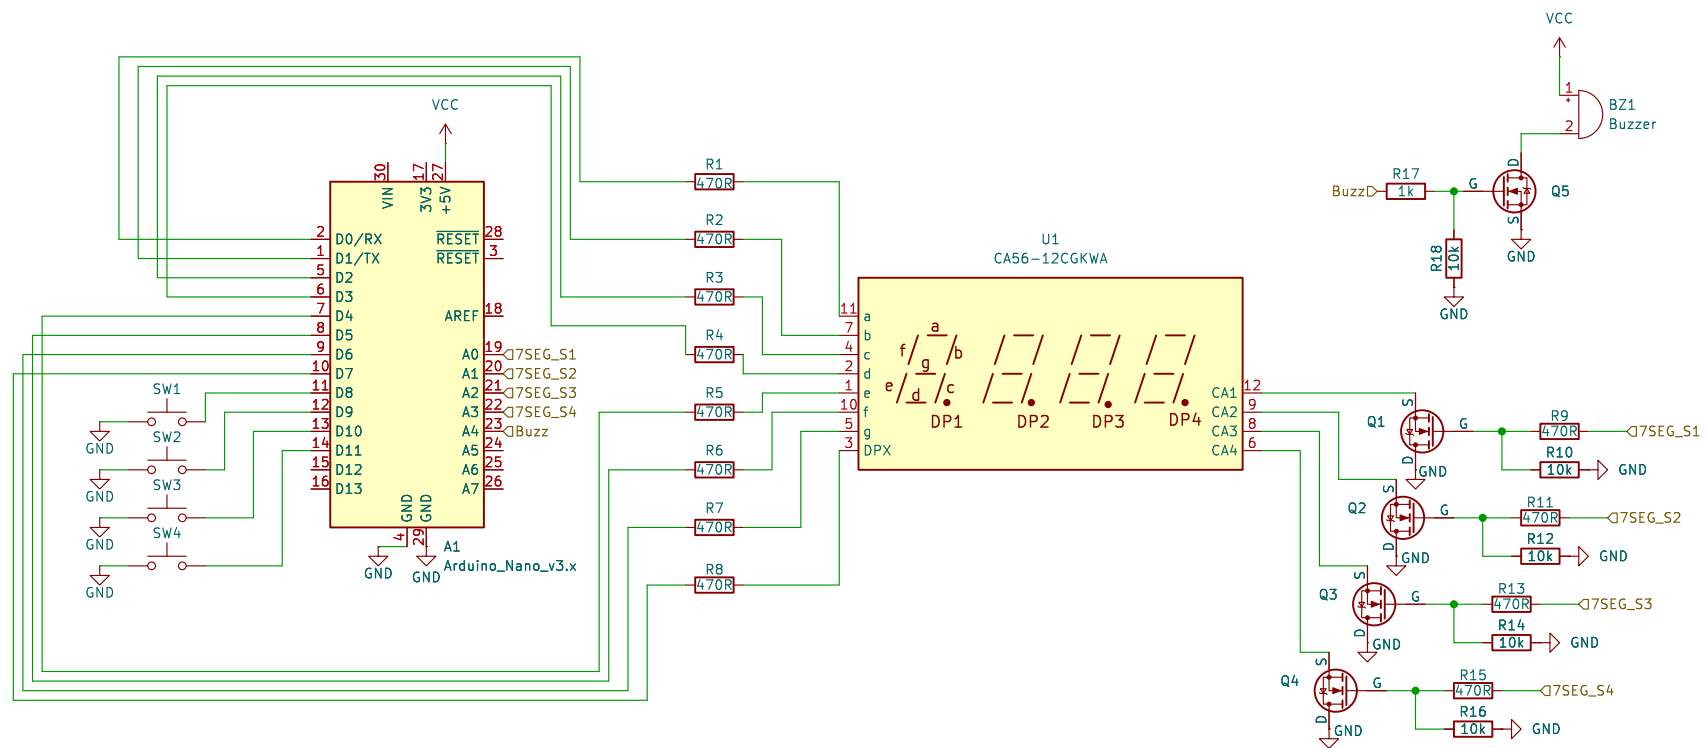 VCC
BZ1
Buzzer
1
+
2
D
R17
Buzz
1k
G
Q5
S
GND
R18
10k
GND
VCC
30
17
27
VIN
3V3
+5V
2 D0/RX
1 D1/TX
5 D2
6 D3
7 D4
8 D5
9 D6
10 D7
11 D8
12 D9
13 D10
14 D11
15 D12
16 D13
RESET 28
RESET 3
AREF 18
A0 19 7SEG_S1
A1 20 7SEG_S2
A2 21 7SEG_S3
A3 22 7SEG_S4
A4 23 Buzz
A5 24
A6 25
A7 26
GND
GND
4
29
GND
GND
A1
Arduino_Nano_v3.x
SW1
GND
SW2
GND
SW3
GND
SW4
GND
R1
470R
R2
470R
R3
470R
R4
470R
R5
470R
R6
470R
R7
470R
R8
470R
U1
CA56-12CGKWA
11 a
7 b
4 c
2 d
1 e
10 f
5 g
3 DPX
a
f
b
g
e
d
c
DP1
DP2
DP3
DP4
CA1 12
CA2 9
CA3 8
CA4 6
Q1
S
G
D
GND
R9
470R
7SEG_S1
R10
10k
GND
Q2
S
G
D
GND
R11
470R
7SEG_S2
R12
10k
GND
Q3
S
G
D
GND
R13
470R
7SEG_S3
R14
10k
GND
Q4
S
G
D
GND
R15
470R
7SEG_S4
R16
10k
GND